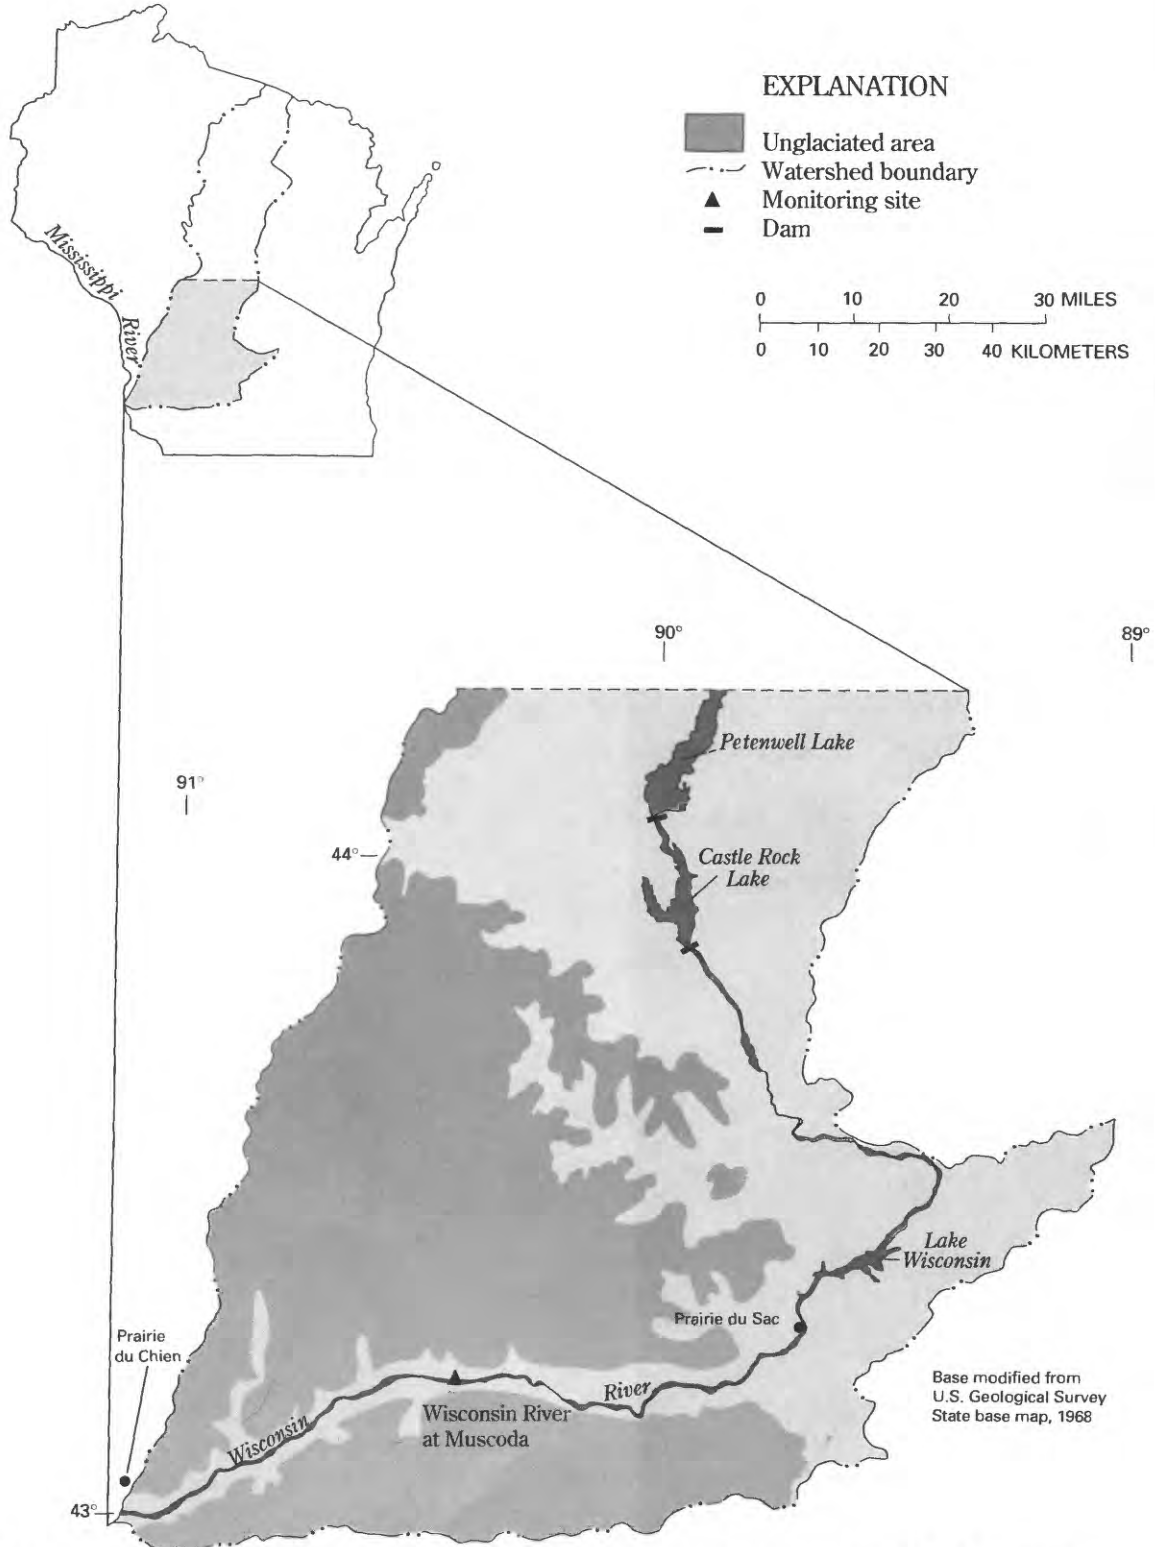 EXPLANATION
Unglaciated area
Watershed boundary
Monitoring site
Dam
0 10 20 30 MILES
0 10 20 30 40 KILOMETERS
Mississippi
River
90°
89°
91°
44°
43°
Petenwell Lake
Castle Rock
Lake
Lake
Wisconsin
Prairie du Sac
Prairie
du Chien
Wisconsin
River
Wisconsin River
at Muscoda
Base modified from
U.S. Geological Survey
State base map, 1968